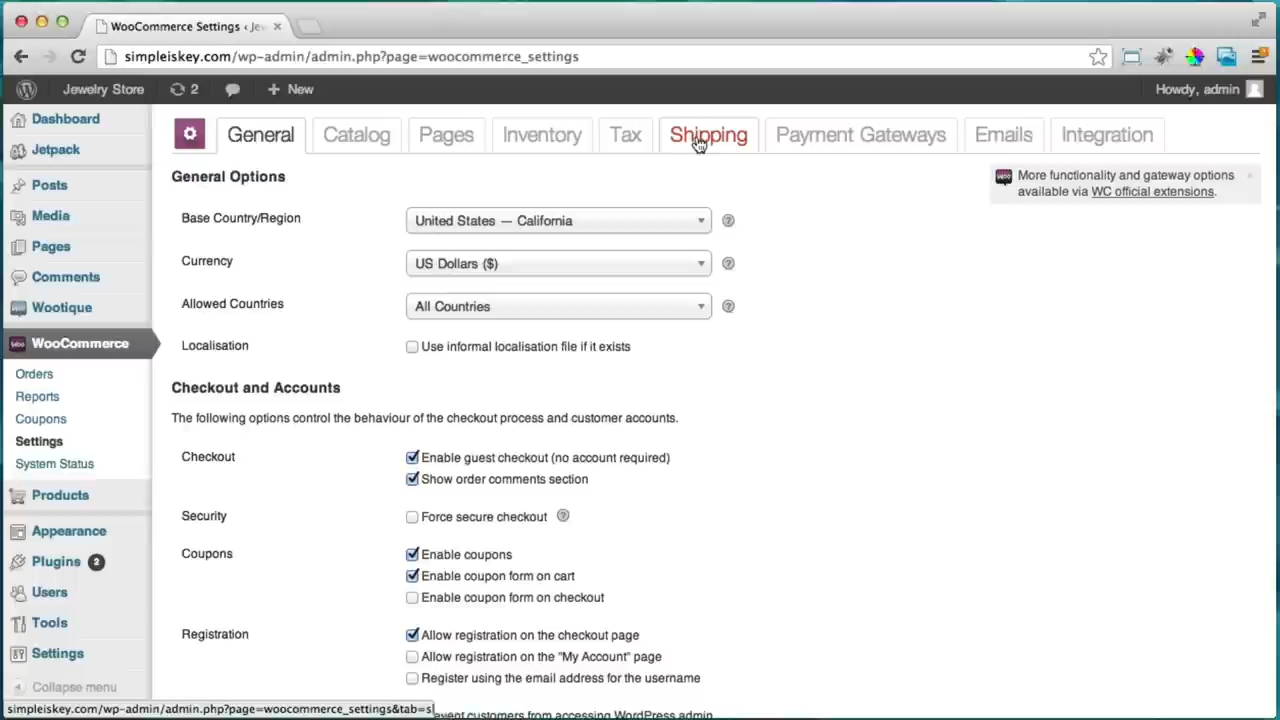 WooCommerce Settings ‹ Je
simpleiskey.com/wp-admin/admin.php?page=woocommerce_settings
Jewelry Store 2 + New Howdy, admin
Dashboard
Jetpack
Posts
Media
Pages
Comments
Wootique
WooCommerce
Orders
Reports
Coupons
Settings
System Status
Products
Appearance
Plugins 2
Users
Tools
Settings
Collapse menu
General Catalog Pages Inventory Tax Shipping Payment Gateways Emails Integration
General Options
More functionality and gateway options
available via WC official extensions.
Base Country/Region United States — California
Currency US Dollars ($)
Allowed Countries All Countries
Localisation Use informal localisation file if it exists
Checkout and Accounts
The following options control the behaviour of the checkout process and customer accounts.
Checkout Enable guest checkout (no account required)
Show order comments section
Security Force secure checkout
Coupons Enable coupons
Enable coupon form on cart
Enable coupon form on checkout
Registration Allow registration on the checkout page
Allow registration on the "My Account" page
Register using the email address for the username
customers from accessing WordPress admin
simpleiskey.com/wp-admin/admin.php?page=woocommerce_settings&tab=s